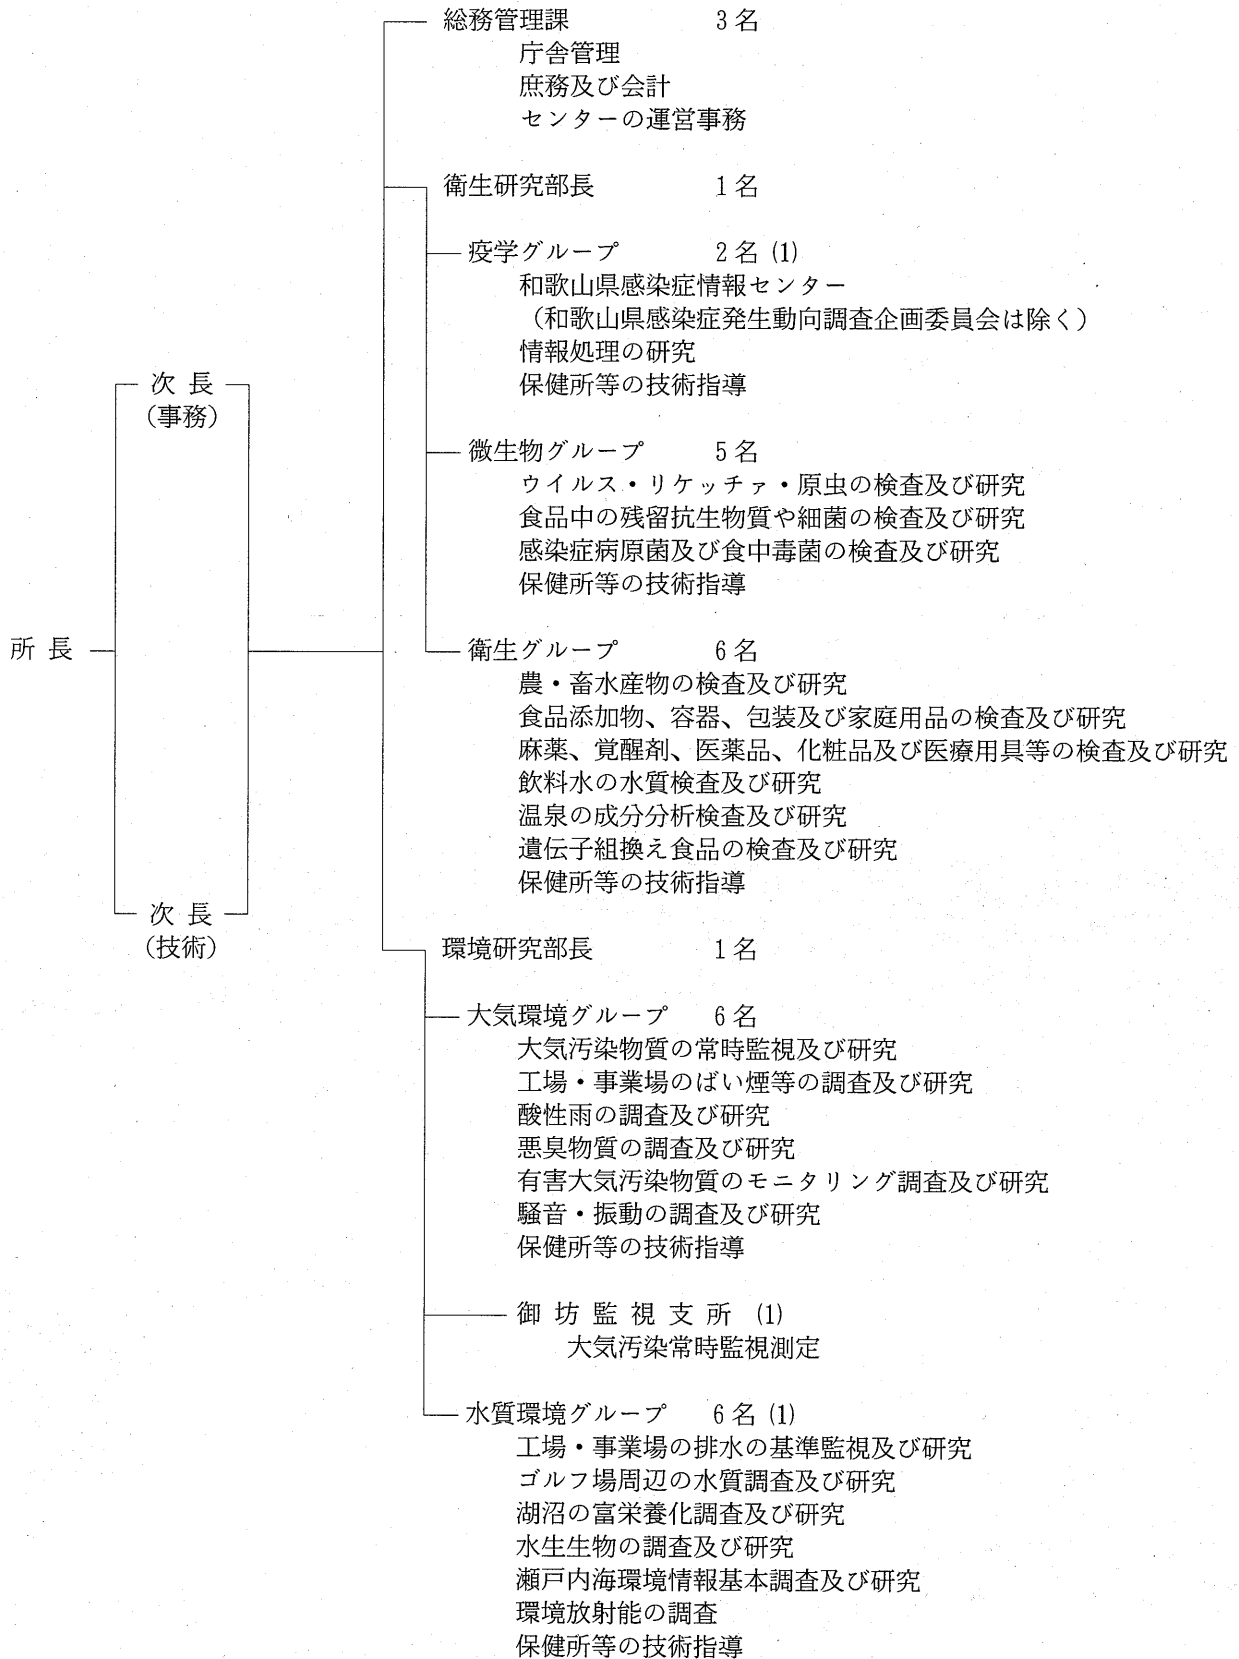 総務管理課 3名
庁舎管理
庶務及び会計
センターの運営事務
衛生研究部長 1名
疫学グループ 2名 (1)
和歌山県感染症情報センター
（和歌山県感染症発生動向調査企画委員会は除く）
情報処理の研究
保健所等の技術指導
次長
(事務)
微生物グループ 5名
ウイルス・リケッチァ・原虫の検査及び研究
食品中の残留抗生物質や細菌の検査及び研究
感染症病原菌及び食中毒菌の検査及び研究
保健所等の技術指導
所長
衛生グループ 6名
農・畜水産物の検査及び研究
食品添加物、容器、包装及び家庭用品の検査及び研究
麻薬、覚醒剤、医薬品、化粧品及び医療用具等の検査及び研究
飲料水の水質検査及び研究
温泉の成分分析検査及び研究
遺伝子組換え食品の検査及び研究
保健所等の技術指導
次長
(技術)
環境研究部長 1名
大気環境グループ 6名
大気汚染物質の常時監視及び研究
工場・事業場のばい煙等の調査及び研究
酸性雨の調査及び研究
悪臭物質の調査及び研究
有害大気汚染物質のモニタリング調査及び研究
騒音・振動の調査及び研究
保健所等の技術指導
御坊監視支所 (1)
大気汚染常時監視測定
水質環境グループ 6名 (1)
工場・事業場の排水の基準監視及び研究
ゴルフ場周辺の水質調査及び研究
湖沼の富栄養化調査及び研究
水生生物の調査及び研究
瀬戸内海環境情報基本調査及び研究
環境放射能の調査
保健所等の技術指導